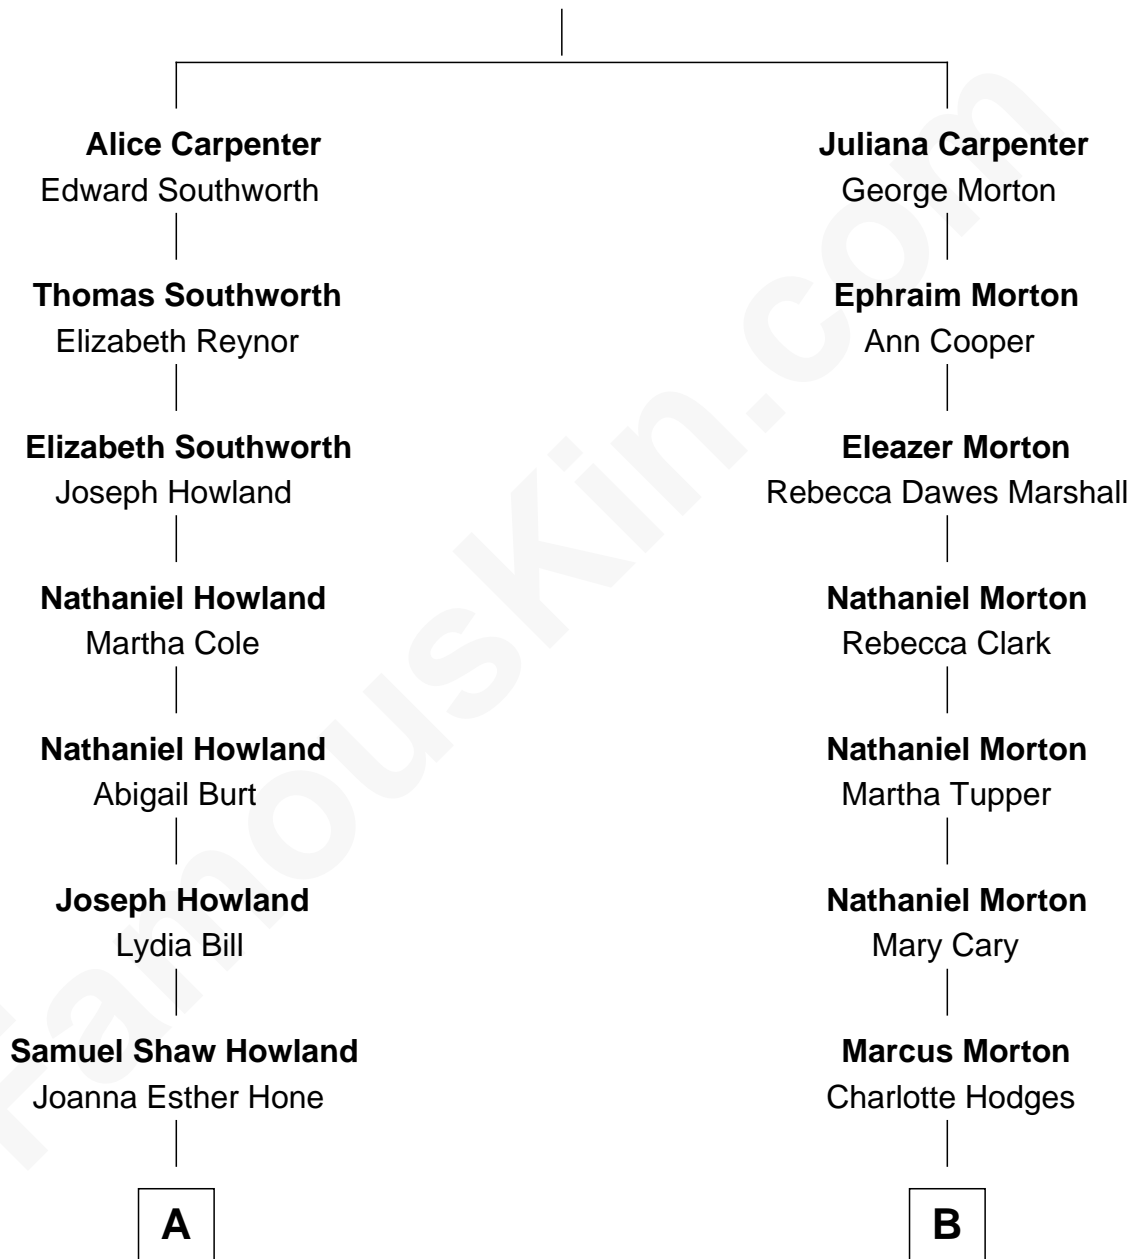 Alice Carpenter
Edward Southworth
Thomas Southworth
Elizabeth Reynor
Elizabeth Southworth
Joseph Howland
Nathaniel Howland
Martha Cole
Nathaniel Howland
Abigail Burt
Joseph Howland
Lydia Bill
Samuel Shaw Howland
Joanna Esther Hone
A
Juliana Carpenter
George Morton
Ephraim Morton
Ann Cooper
Eleazer Morton
Rebecca Dawes Marshall
Nathaniel Morton
Rebecca Clark
Nathaniel Morton
Martha Tupper
Nathaniel Morton
Mary Cary
Marcus Morton
Charlotte Hodges
B
FamousKin.com